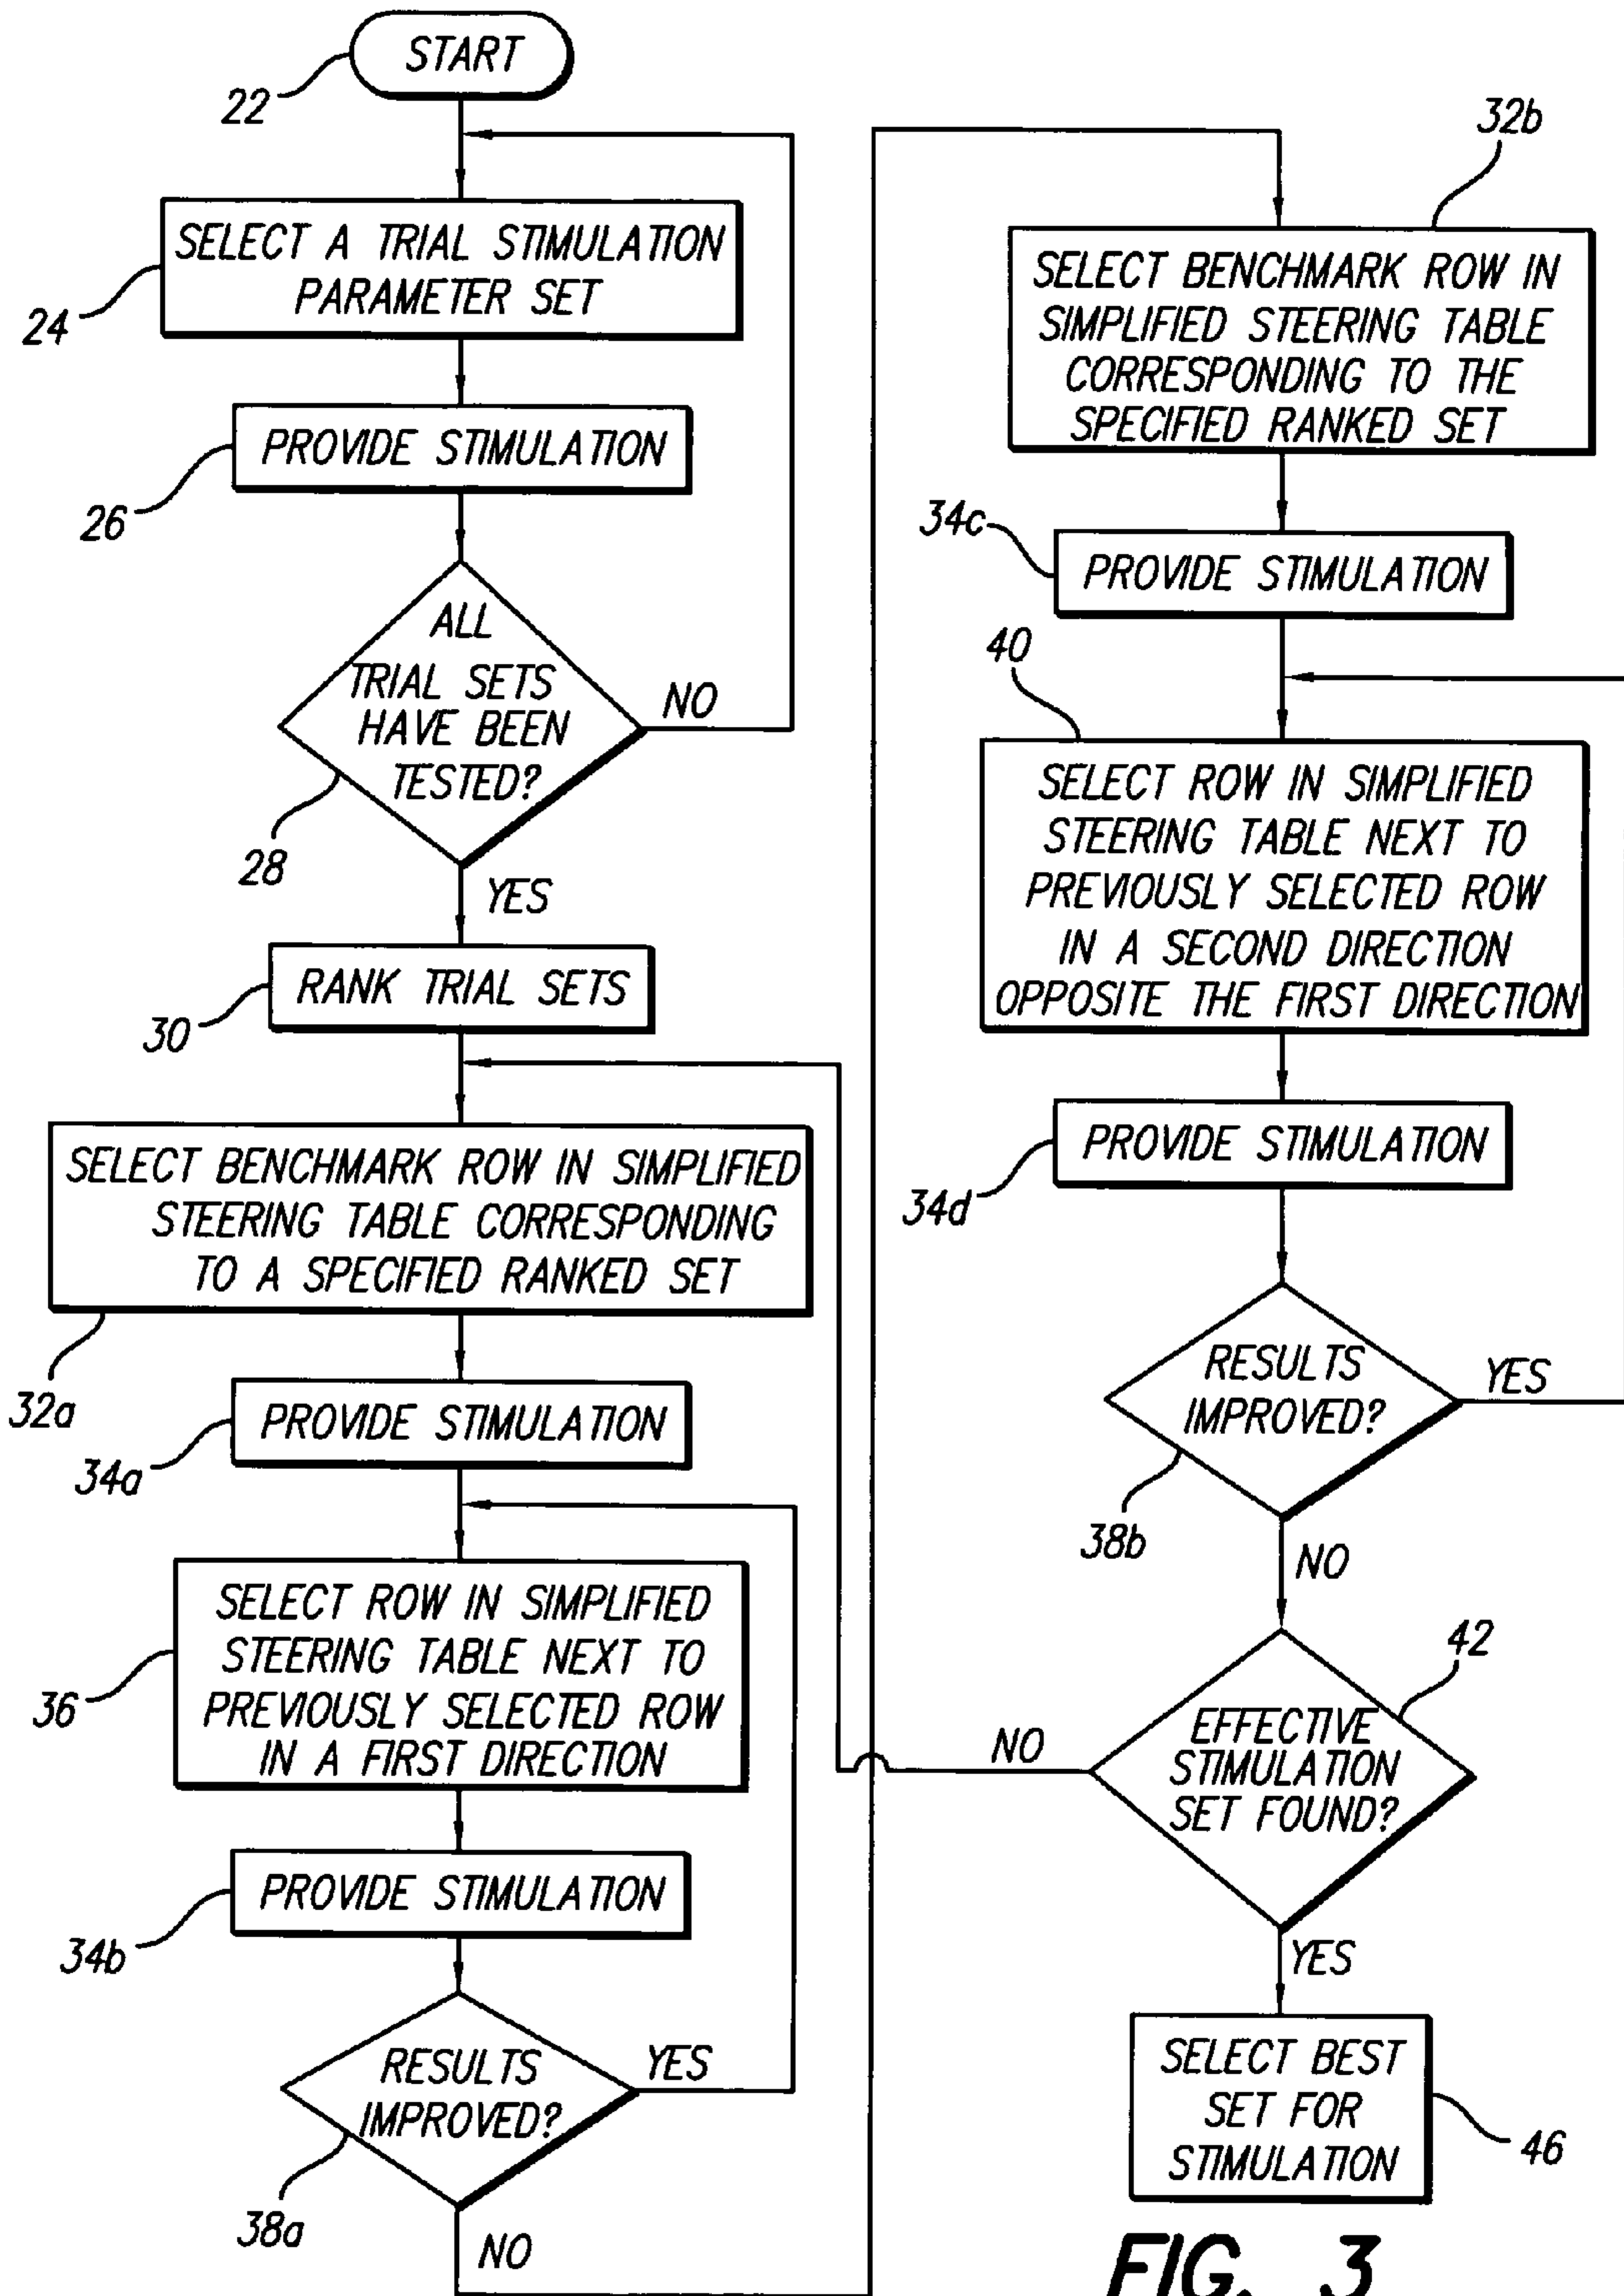 START
22
SELECT A TRIAL STIMULATION
PARAMETER SET
24
PROVIDE STIMULATION
26
ALL
TRIAL SETS
HAVE BEEN
TESTED?
NO
28
YES
RANK TRIAL SETS
30
SELECT BENCHMARK ROW IN SIMPLIFIED
STEERING TABLE CORRESPONDING
TO A SPECIFIED RANKED SET
32a
PROVIDE STIMULATION
34a
SELECT ROW IN SIMPLIFIED
STEERING TABLE NEXT TO
PREVIOUSLY SELECTED ROW
IN A FIRST DIRECTION
36
PROVIDE STIMULATION
34b
RESULTS
IMPROVED?
YES
38a
NO
32b
SELECT BENCHMARK ROW IN
SIMPLIFIED STEERING TABLE
CORRESPONDING TO THE
SPECIFIED RANKED SET
34c
PROVIDE STIMULATION
40
SELECT ROW IN SIMPLIFIED
STEERING TABLE NEXT TO
PREVIOUSLY SELECTED ROW
IN A SECOND DIRECTION
OPPOSITE THE FIRST DIRECTION
PROVIDE STIMULATION
34d
RESULTS
IMPROVED?
YES
38b
NO
42
EFFECTIVE
STIMULATION
SET FOUND?
NO
YES
SELECT BEST
SET FOR
STIMULATION
46
FIG. 3